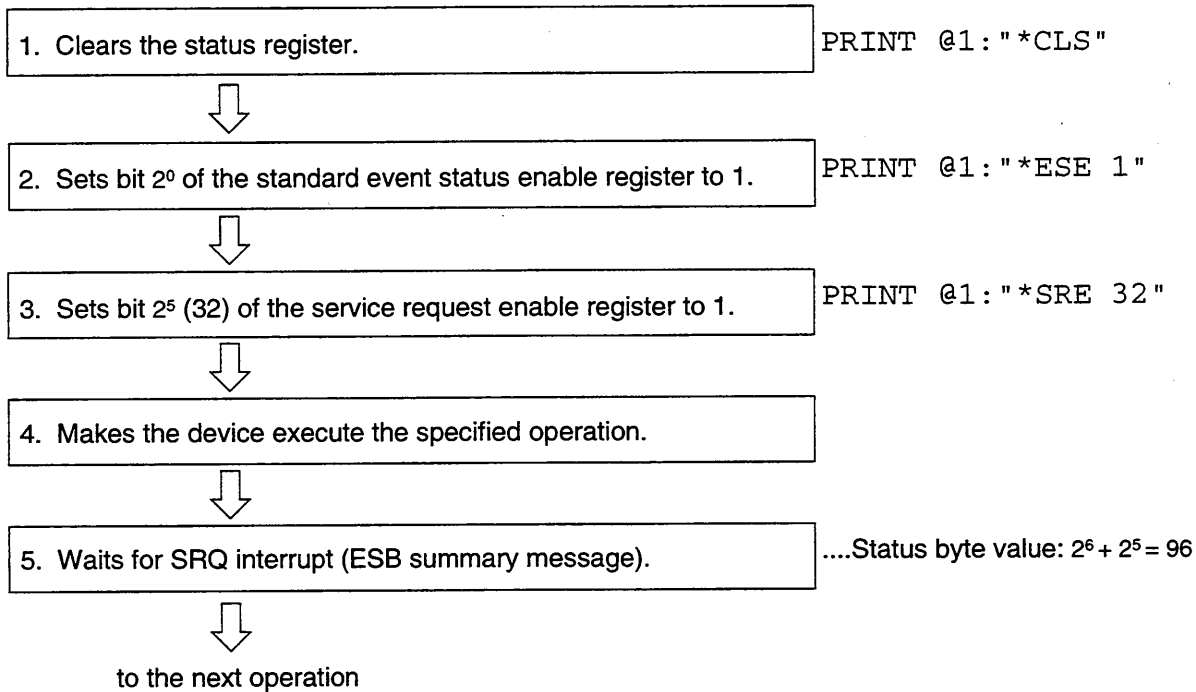 1. Clears the status register.
PRINT @1:"*CLS"
2. Sets bit 2⁰ of the standard event status enable register to 1.
PRINT @1:"*ESE 1"
3. Sets bit 2⁵ (32) of the service request enable register to 1.
PRINT @1:"*SRE 32"
4. Makes the device execute the specified operation.
5. Waits for SRQ interrupt (ESB summary message).
....Status byte value: 2⁶ + 2⁵ = 96
to the next operation